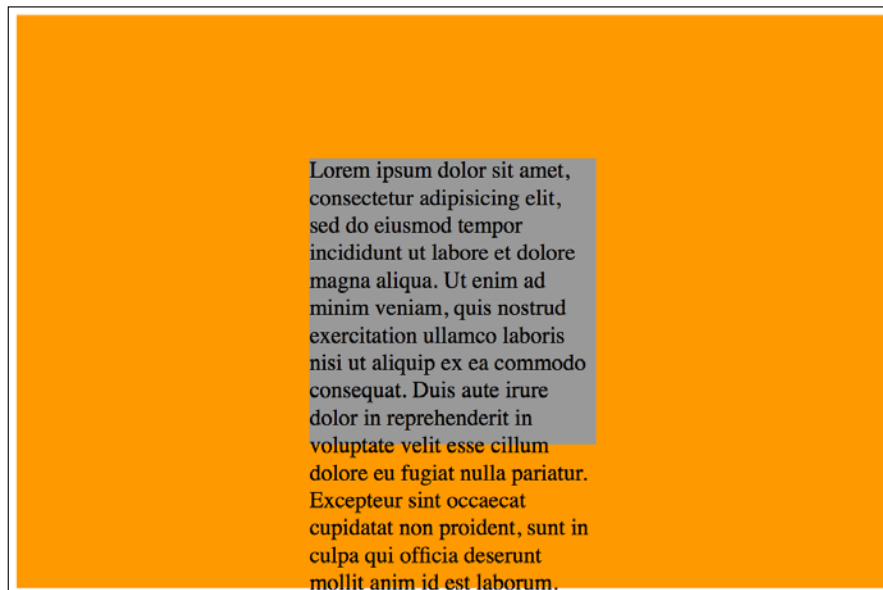 Lorem ipsum dolor sit amet,
consectetur adipisicing elit,
sed do eiusmod tempor
incididunt ut labore et dolore
magna aliqua. Ut enim ad
minim veniam, quis nostrud
exercitation ullamco laboris
nisi ut aliquip ex ea commodo
consequat. Duis aute irure
dolor in reprehenderit in
voluptate velit esse cillum
dolore eu fugiat nulla pariatur.
Excepteur sint occaecat
cupidatat non proident, sunt in
culpa qui officia deserunt
mollit anim id est laborum.